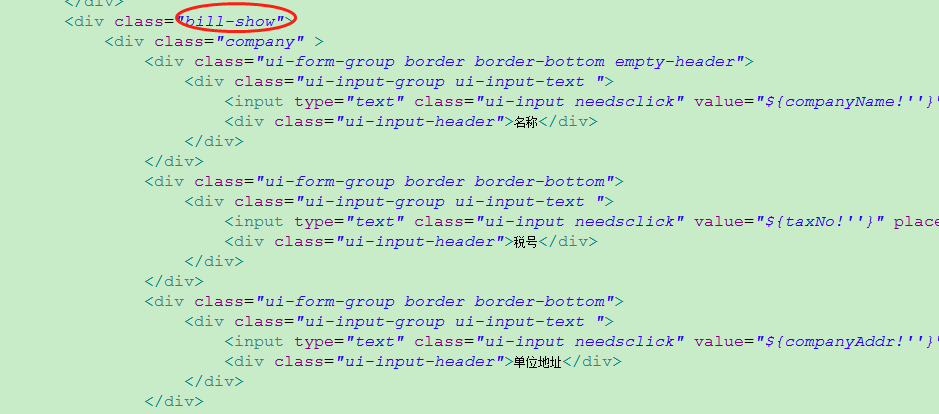 </div>
<div class="bill-show">
<div class="company" >
<div class="ui-form-group border border-bottom empty-header">
<div class="ui-input-group ui-input-text ">
<input type="text" class="ui-input needsclick" value="${companyName!''}"
<div class="ui-input-header">名称</div>
</div>
</div>
<div class="ui-form-group border border-bottom">
<div class="ui-input-group ui-input-text ">
<input type="text" class="ui-input needsclick" value="${taxNo!''}" place
<div class="ui-input-header">税号</div>
</div>
</div>
<div class="ui-form-group border border-bottom">
<div class="ui-input-group ui-input-text ">
<input type="text" class="ui-input needsclick" value="${companyAddr!''}"
<div class="ui-input-header">单位地址</div>
</div>
</div>